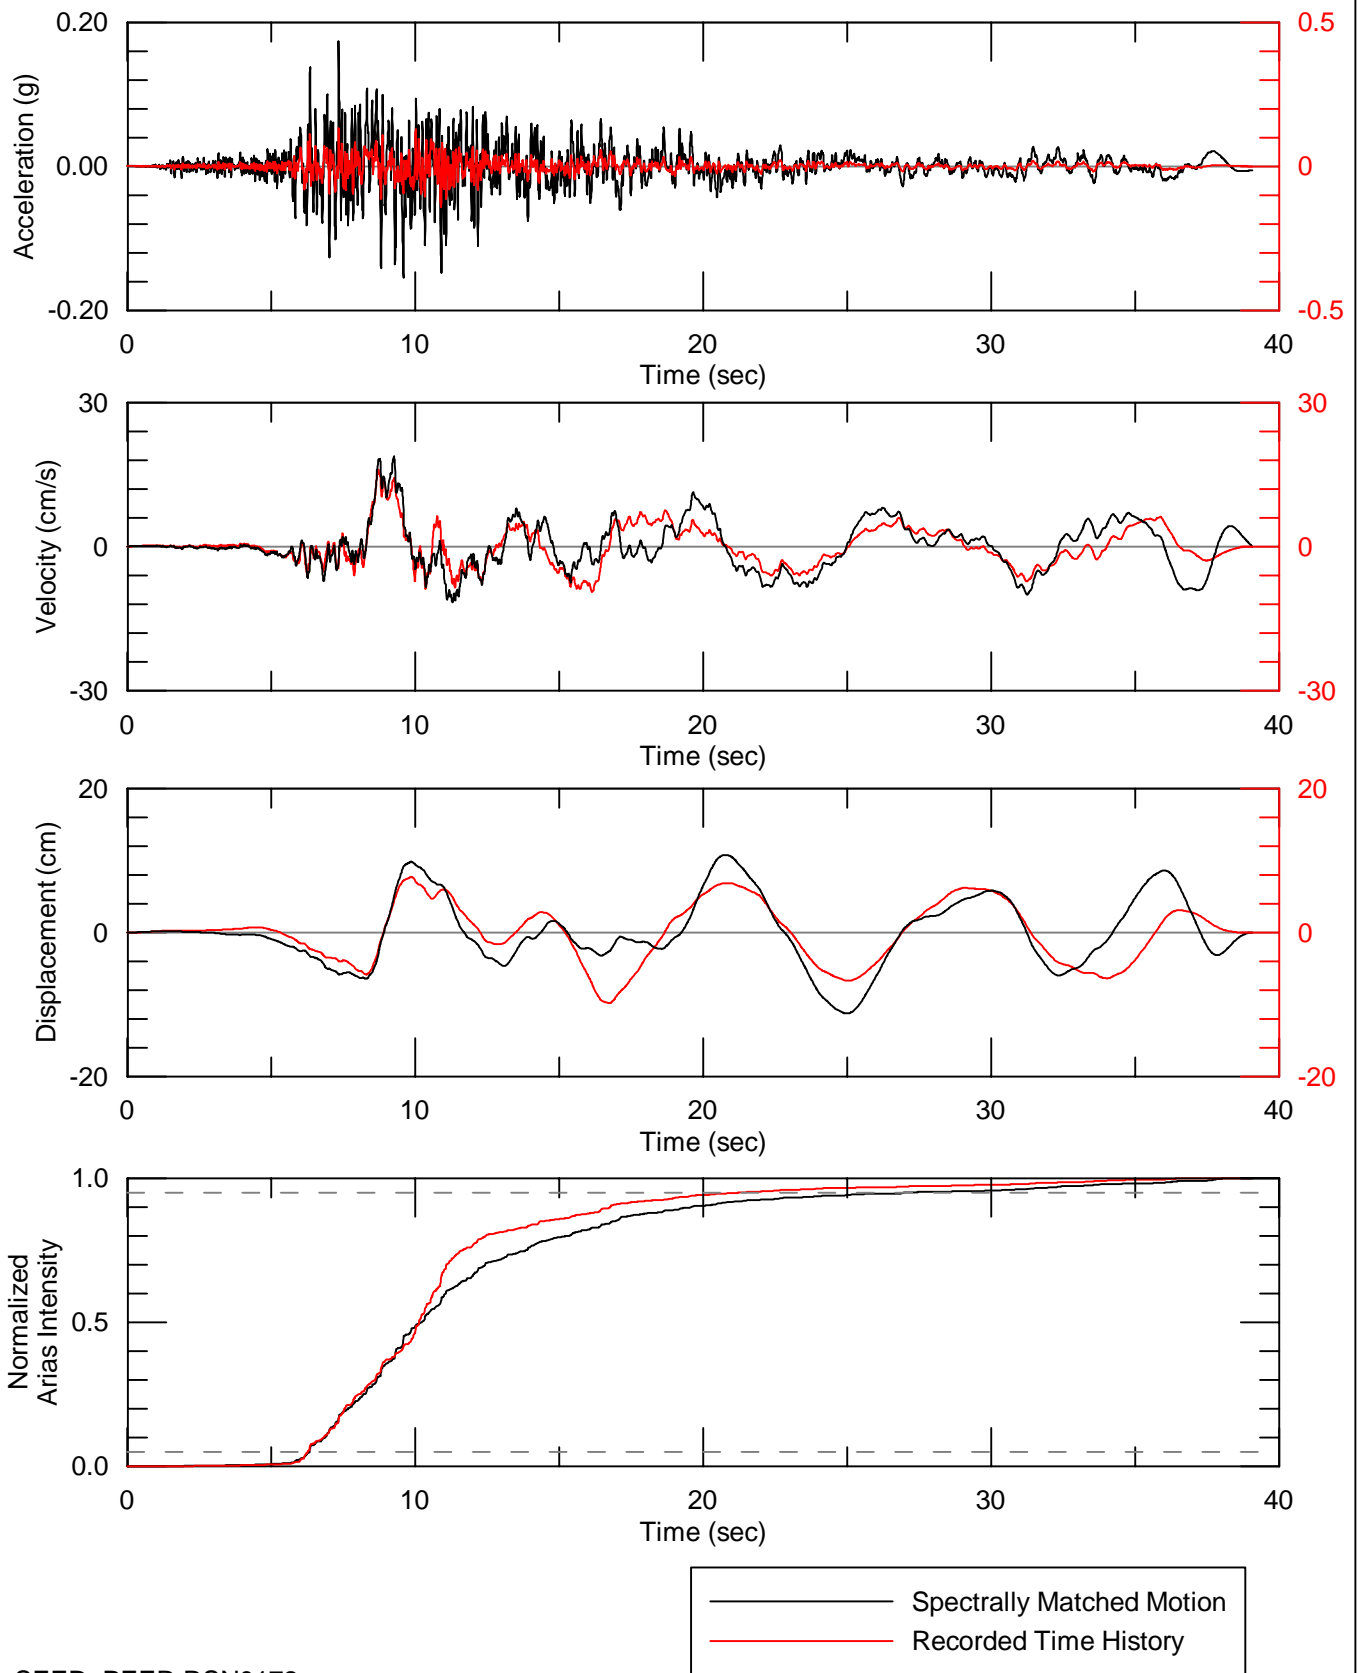 0.20 0.5
Acceleration (g)
0.00 0
-0.20 -0.5
0 10 20 30 40
Time (sec)
30 30
Velocity (cm/s)
0 0
-30 -30
0 10 20 30 40
Time (sec)
20 20
Displacement (cm)
0 0
-20 -20
0 10 20 30 40
Time (sec)
1.0
Normalized
Arias Intensity
0.5
0.0
0 10 20 30 40
Time (sec)
Spectrally Matched Motion
Recorded Time History